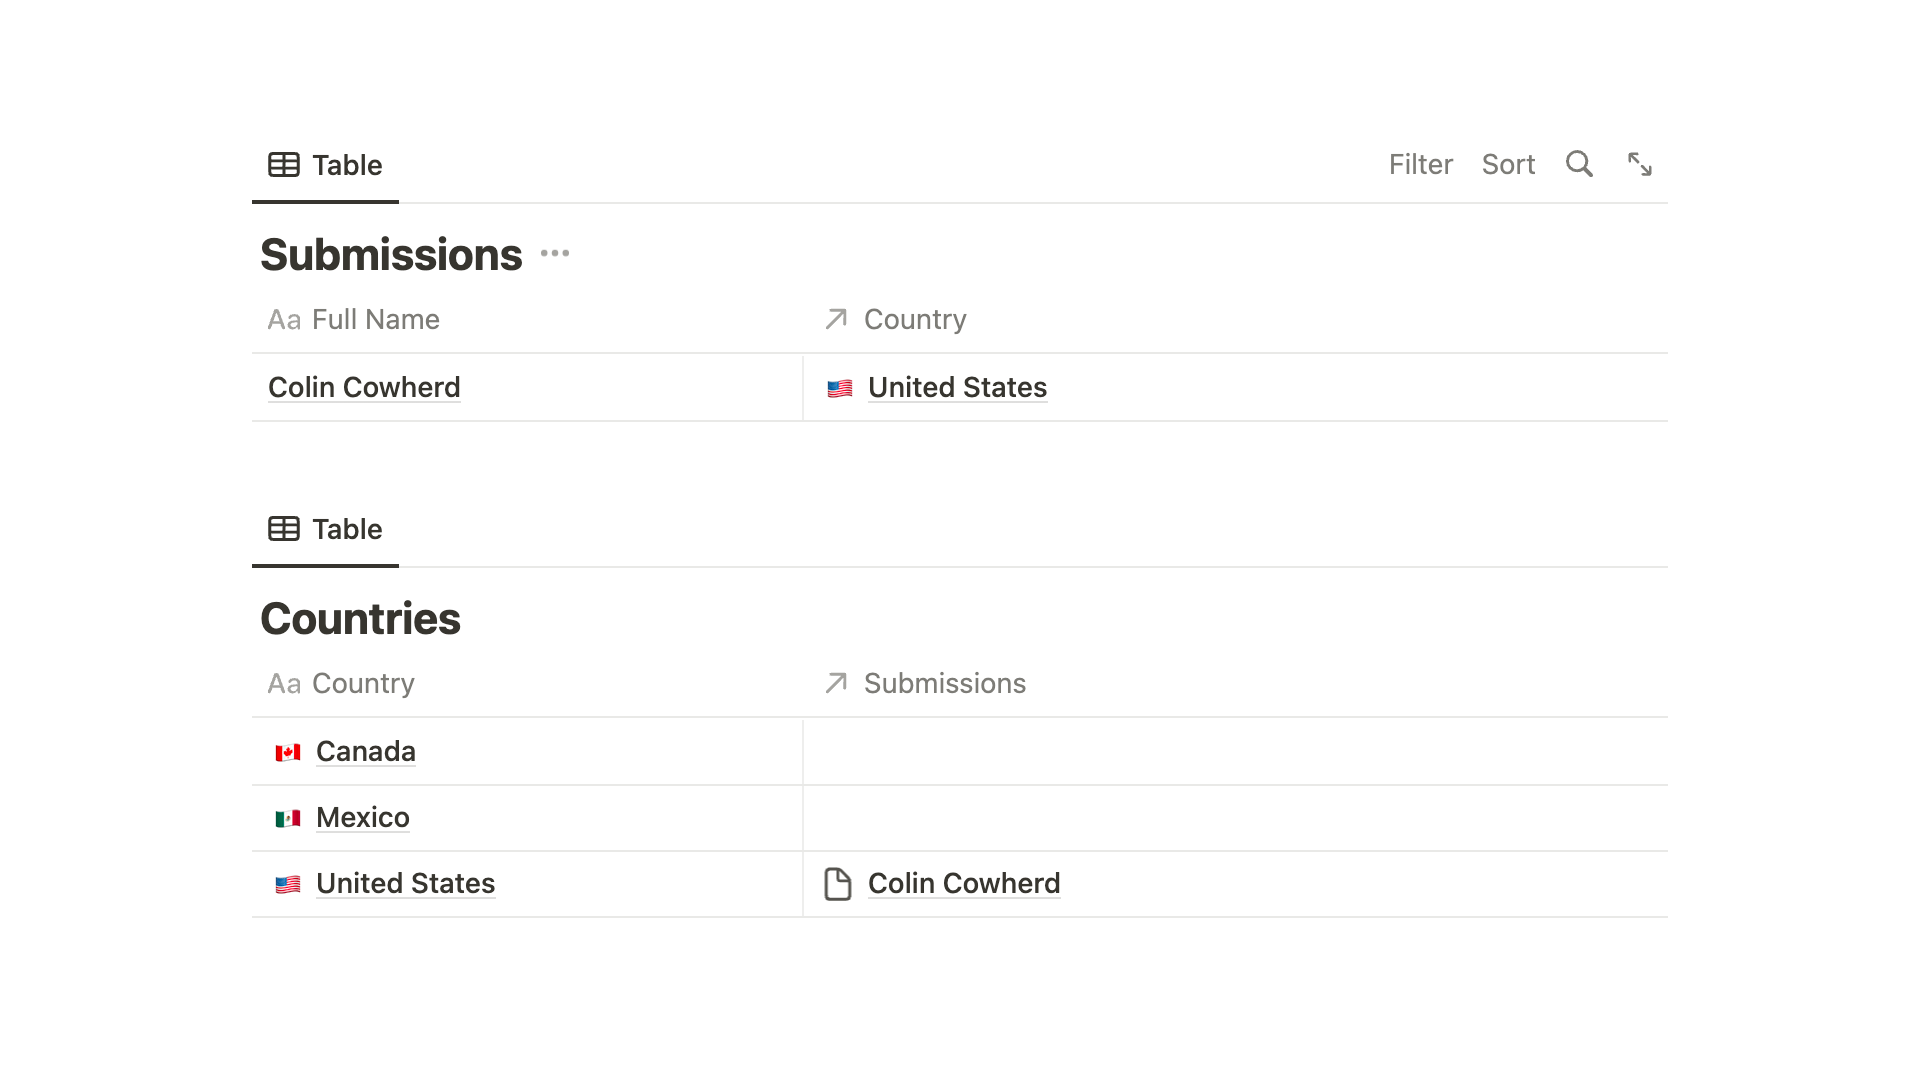 Table Filter Sort
Submissions ...
Aa Full Name Country
Colin Cowherd United States
Table
Countries
Aa Country Submissions
Canada
Mexico
United States Colin Cowherd